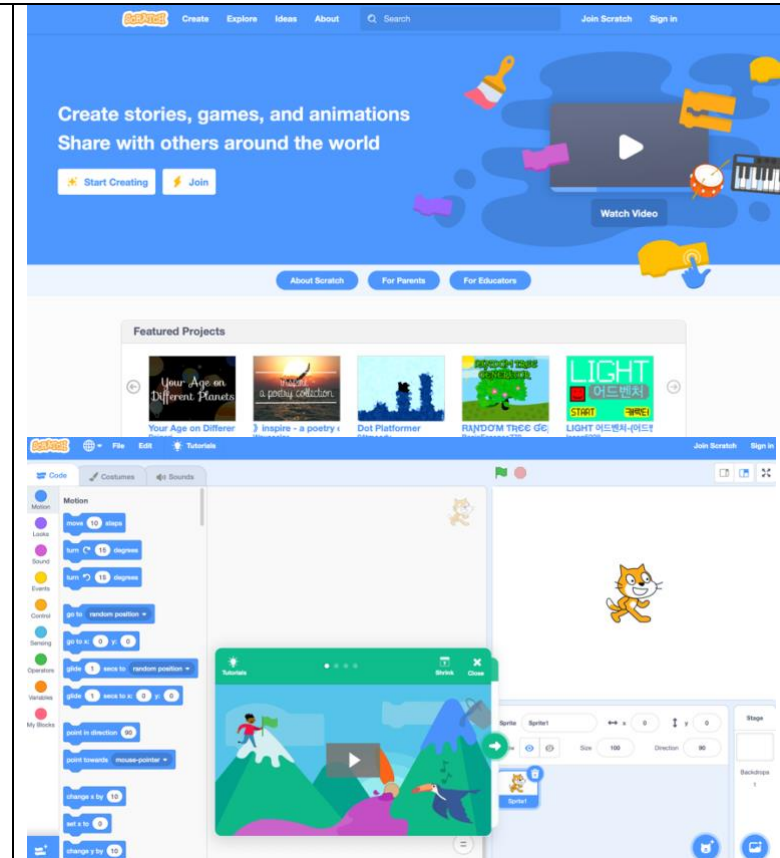 SCRATCH Create Explore Ideas About Search Join Scratch Sign in
Create stories, games, and animations
Share with others around the world
Start Creating Join
Watch Video
About Scratch For Parents For Educators
Featured Projects
Your Age on
Different Planets
inspire
- a poetry collection
RANDOM TREE
GENERATOR
LIGHT
어드벤처
START 캐릭터
Your Age on Differer inspire - a poetry c Dot Platformer RANDOM TREE GE LIGHT 어드벤처-(어드벤
SCRATCH File Edit Tutorials Join Scratch Sign in
Code Costumes Sounds
Motion
Looks
Sound
Events
Control
Sensing
Operators
Variables
My Blocks
Motion
move 10 steps
turn 15 degrees
turn 15 degrees
go to random position
go to x: 0 y: 0
glide 1 secs to random position
glide 1 secs to x: 0 y: 0
point in direction 90
point towards mouse-pointer
change x by 10
set x to 0
change y by 10
Tutorials Shrink Close
Sprite Sprite1 x 0 y 0
Size 100 Direction 90
Sprite1
Stage
Backdrops
1